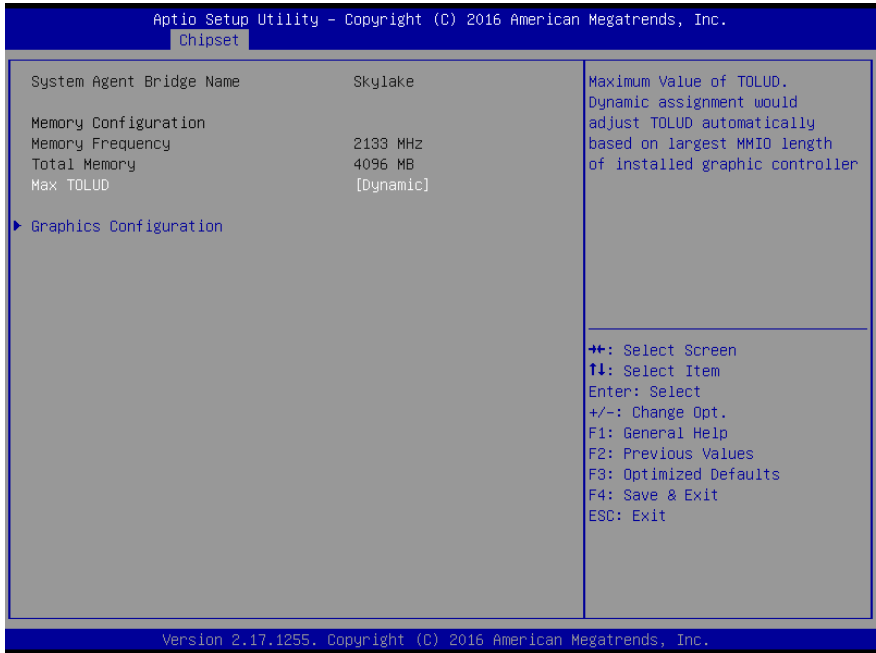 Aptio Setup Utility – Copyright (C) 2016 American Megatrends, Inc.
Chipset
System Agent Bridge Name Skylake
Memory Configuration
Memory Frequency 2133 MHz
Total Memory 4096 MB
Max TOLUD [Dynamic]
Graphics Configuration
Maximum Value of TOLUD.
Dynamic assignment would
adjust TOLUD automatically
based on largest MMIO length
of installed graphic controller
→←: Select Screen
↑↓: Select Item
Enter: Select
+/-: Change Opt.
F1: General Help
F2: Previous Values
F3: Optimized Defaults
F4: Save & Exit
ESC: Exit
Version 2.17.1255. Copyright (C) 2016 American Megatrends, Inc.